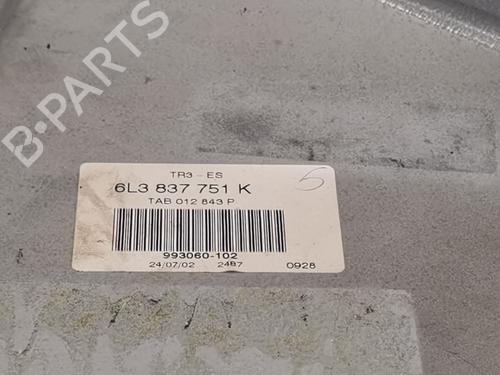 B-PARTS
TR3-ES
5
6L3 837 751 K
TAB 012 843 P
993060-102
24/07/02 2487 0928